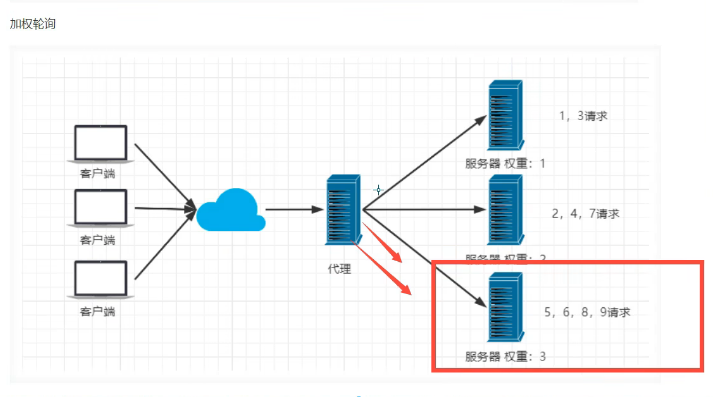 加权轮询
1，3请求
服务器 权重：1
客户端
2，4，7请求
客户端
服务器 权重：2
代理
客户端
5，6，8，9请求
服务器 权重：3